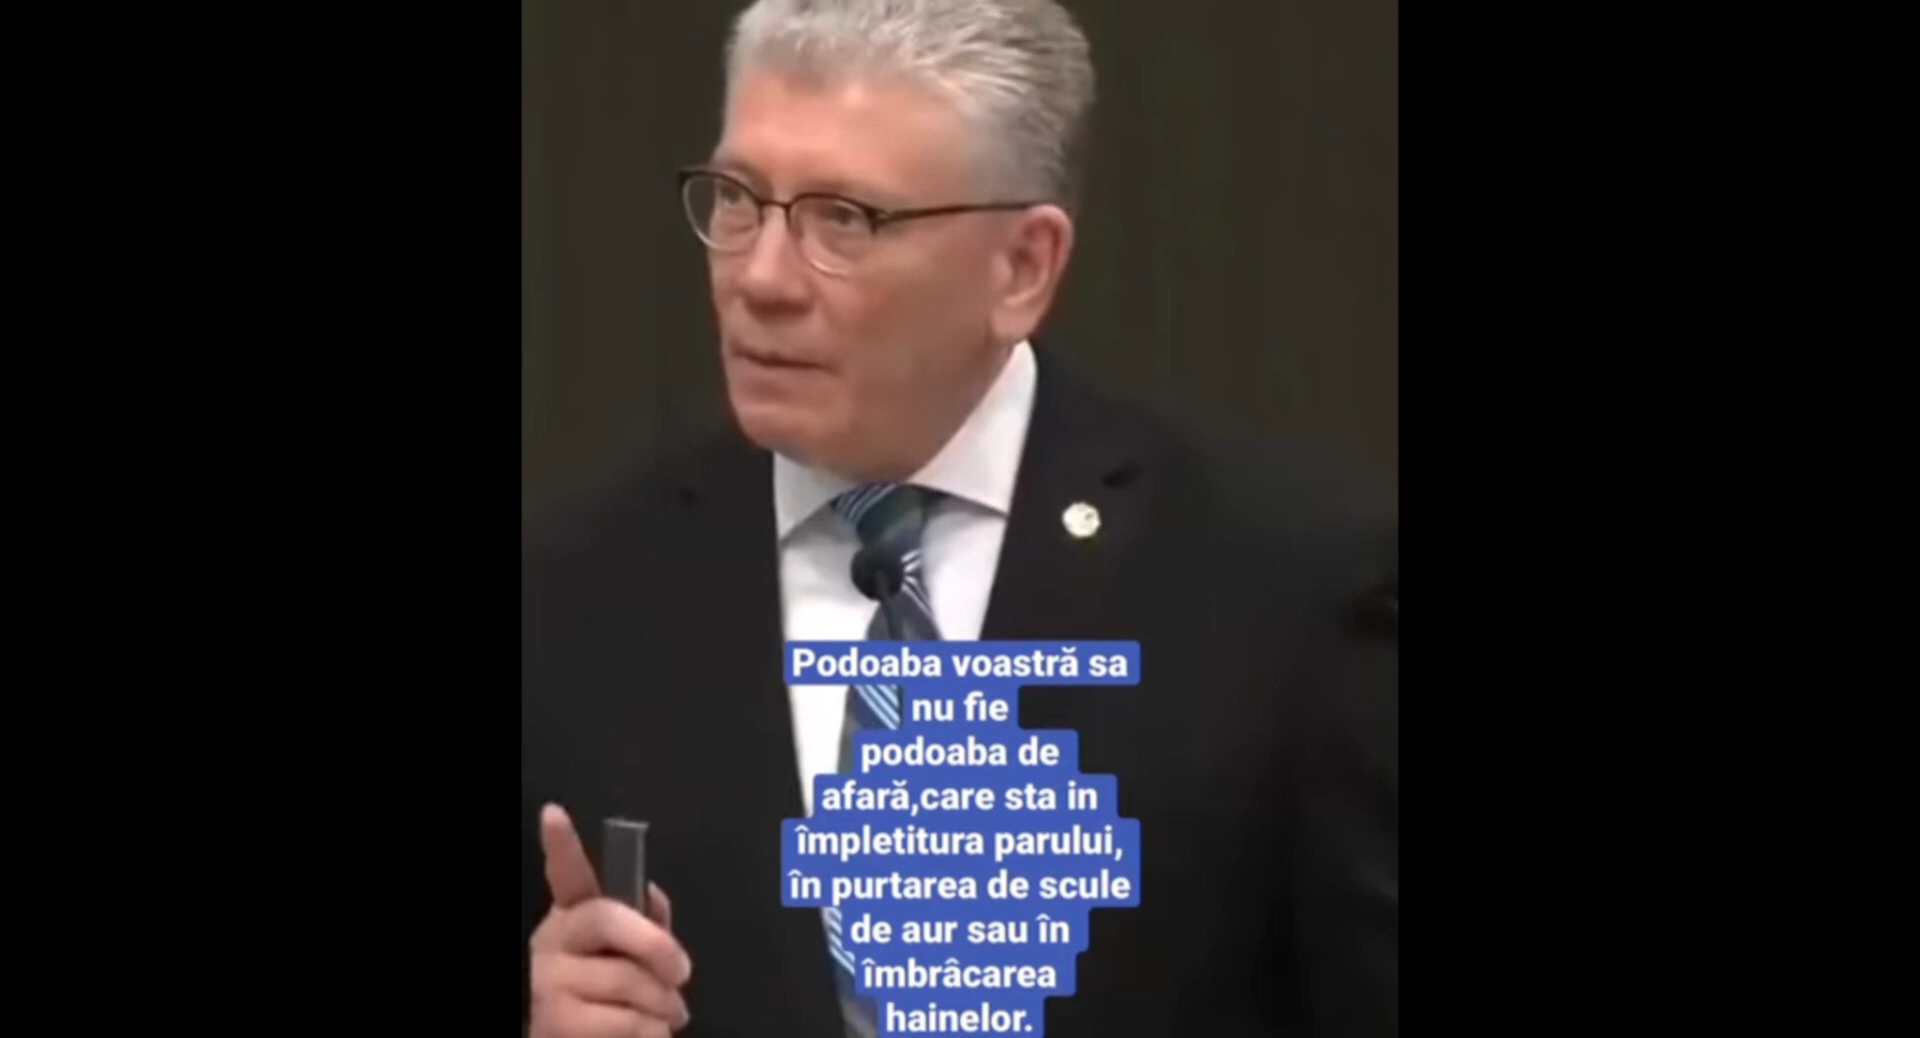 Podoaba voastră sa
nu fie
podoaba de
afară,care sta in
împletitura parului,
în purtarea de scule
de aur sau în
îmbrâcarea
hainelor.